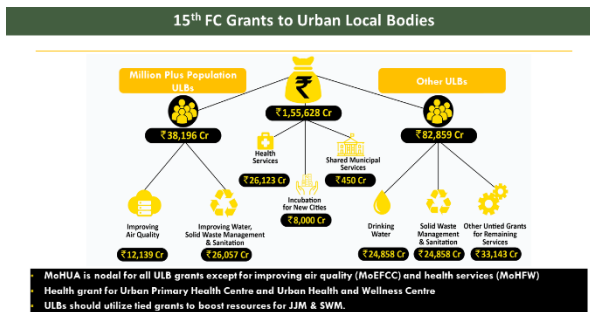 15th FC Grants to Urban Local Bodies
Million Plus Population
ULBs
Other ULBs
₹1,55,628 Cr
₹38,196 Cr
₹82,859 Cr
Health
Services
₹26,123 Cr
Shared Municipal
Services
₹450 Cr
Incubation
for New Cities
₹8,000 Cr
Improving
Air Quality
₹12,139 Cr
Improving Water,
Solid Waste Management
& Sanitation
₹26,057 Cr
Drinking
Water
₹24,858 Cr
Solid Waste
Management
& Sanitation
₹24,858 Cr
Other Untied Grants
for Remaining
Services
₹33,143 Cr
• MoHUA is nodal for all ULB grants except for improving air quality (MoEFCC) and health services (MoHFW)
• Health grant for Urban Primary Health Centre and Urban Health and Wellness Centre
• ULBs should utilize tied grants to boost resources for JJM & SWM.